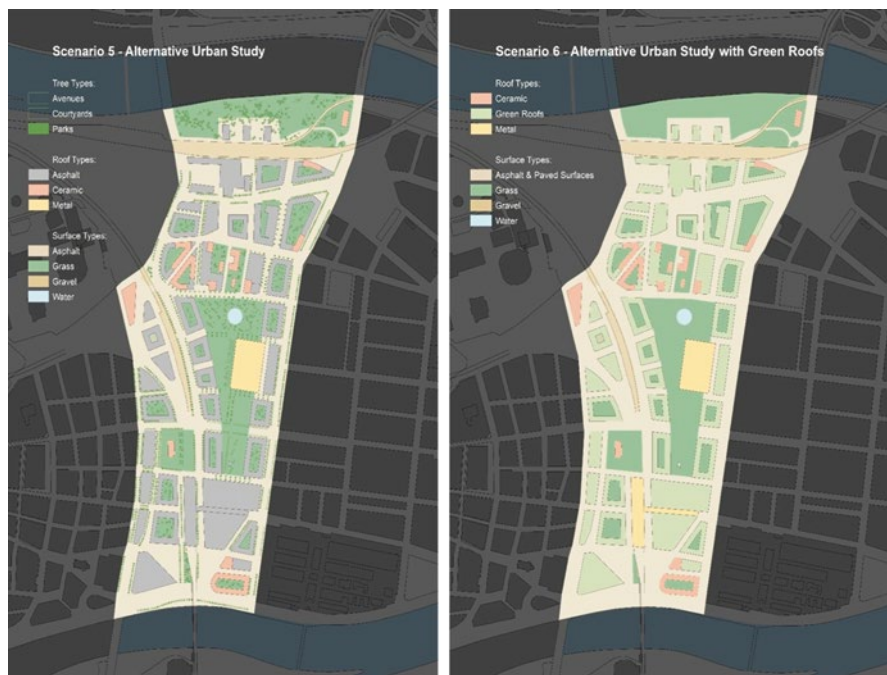 Scenario 5 - Alternative Urban Study
Tree Types:
Avenues
Courtyards
Parks
Roof Types:
Asphalt
Ceramic
Metal
Surface Types:
Asphalt
Grass
Gravel
Water
Scenario 6 - Alternative Urban Study with Green Roofs
Roof Types:
Ceramic
Green Roofs
Metal
Surface Types:
Asphalt & Paved Surfaces
Grass
Gravel
Water